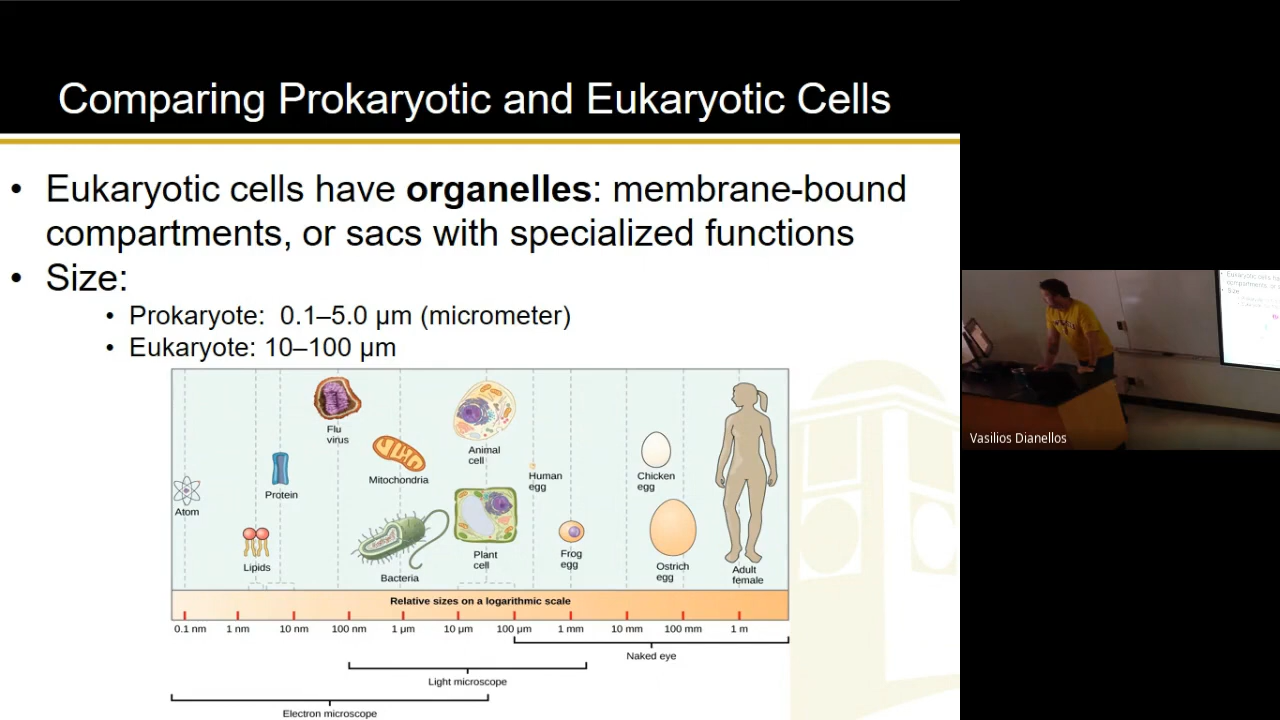 Comparing Prokaryotic and Eukaryotic Cells
• Eukaryotic cells have organelles: membrane-bound
compartments, or sacs with specialized functions
• Size:
• Prokaryote: 0.1–5.0 μm (micrometer)
• Eukaryote: 10–100 μm
Flu
virus
Animal
cell
Mitochondria
Human
egg
Chicken
egg
Protein
Atom
Lipids
Bacteria
Plant
cell
Frog
egg
Ostrich
egg
Adult
female
Relative sizes on a logarithmic scale
0.1 nm 1 nm 10 nm 100 nm 1 μm 10 μm 100 μm 1 mm 10 mm 100 mm 1 m
Naked eye
Light microscope
Electron microscope
Vasilios Dianellos